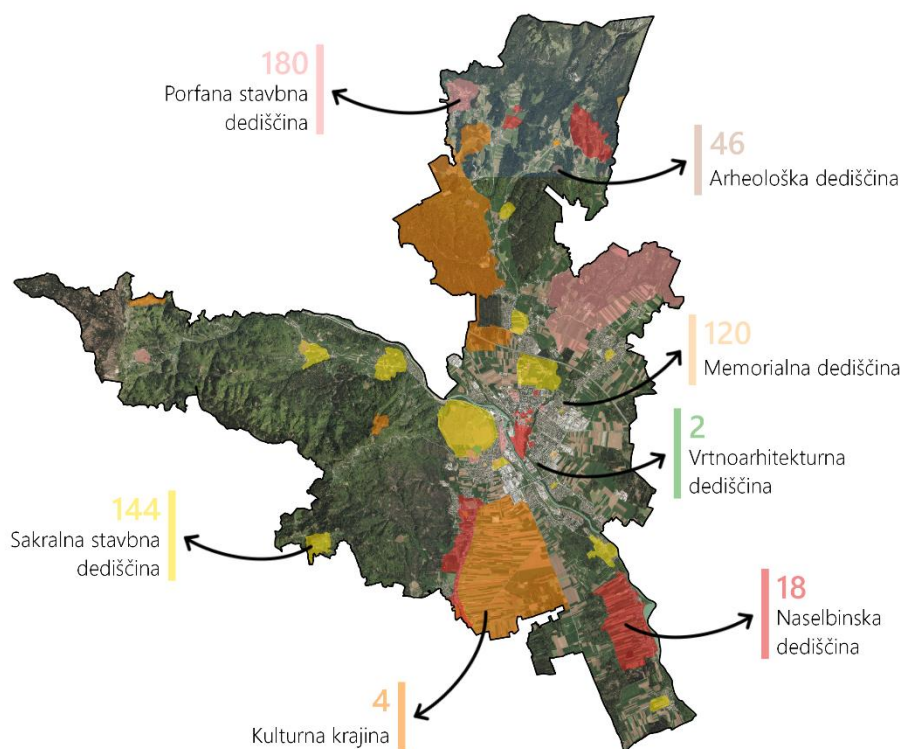 180
Porfana stavbna
dediščina
46
Arheološka dediščina
120
Memorialna dediščina
2
Vrtnoarhitekturna
dediščina
144
Sakralna stavbna
dediščina
18
Naselbinska
dediščina
4
Kulturna krajina